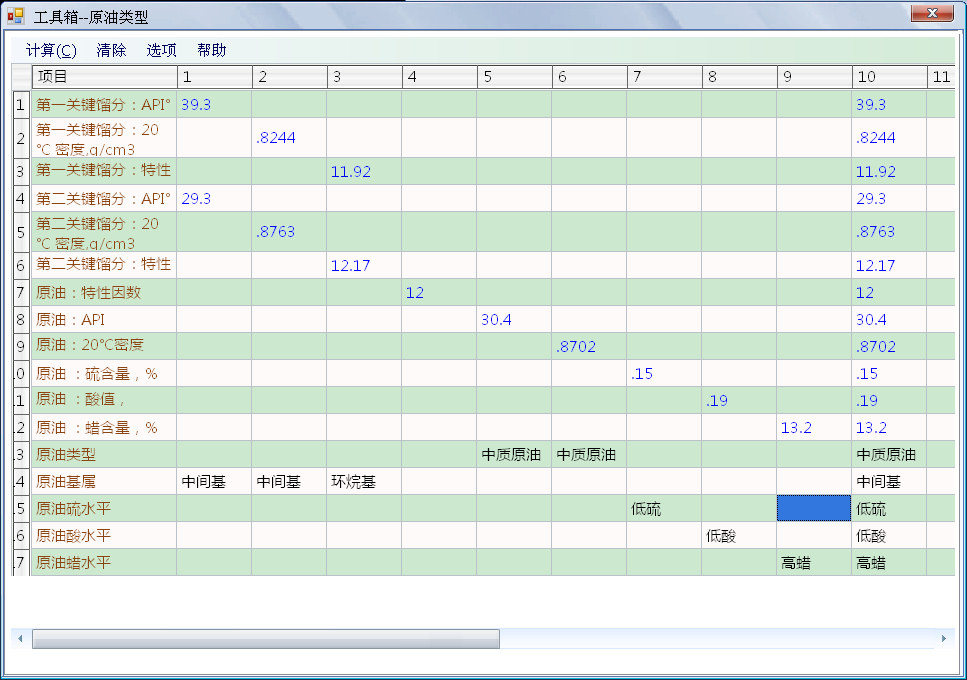 工具箱--原油类型
计算(C) 清除 选项 帮助
项目 1 2 3 4 5 6 7 8 9 10 11
1 第一关键馏分：API° 39.3 39.3
2 第一关键馏分：20
℃ 密度,g/cm3 .8244 .8244
3 第一关键馏分：特性 11.92 11.92
4 第二关键馏分：API° 29.3 29.3
5 第二关键馏分：20
℃ 密度,g/cm3 .8763 .8763
6 第二关键馏分：特性 12.17 12.17
7 原油：特性因数 12 12
8 原油：API 30.4 30.4
9 原油：20℃密度 .8702 .8702
.0 原油 ：硫含量，% .15 .15
.1 原油 ：酸值， .19 .19
.2 原油 ：蜡含量，% 13.2 13.2
.3 原油类型 中质原油 中质原油 中质原油
.4 原油基属 中间基 中间基 环烷基 中间基
.5 原油硫水平 低硫 低硫
.6 原油酸水平 低酸 低酸
.7 原油蜡水平 高蜡 高蜡